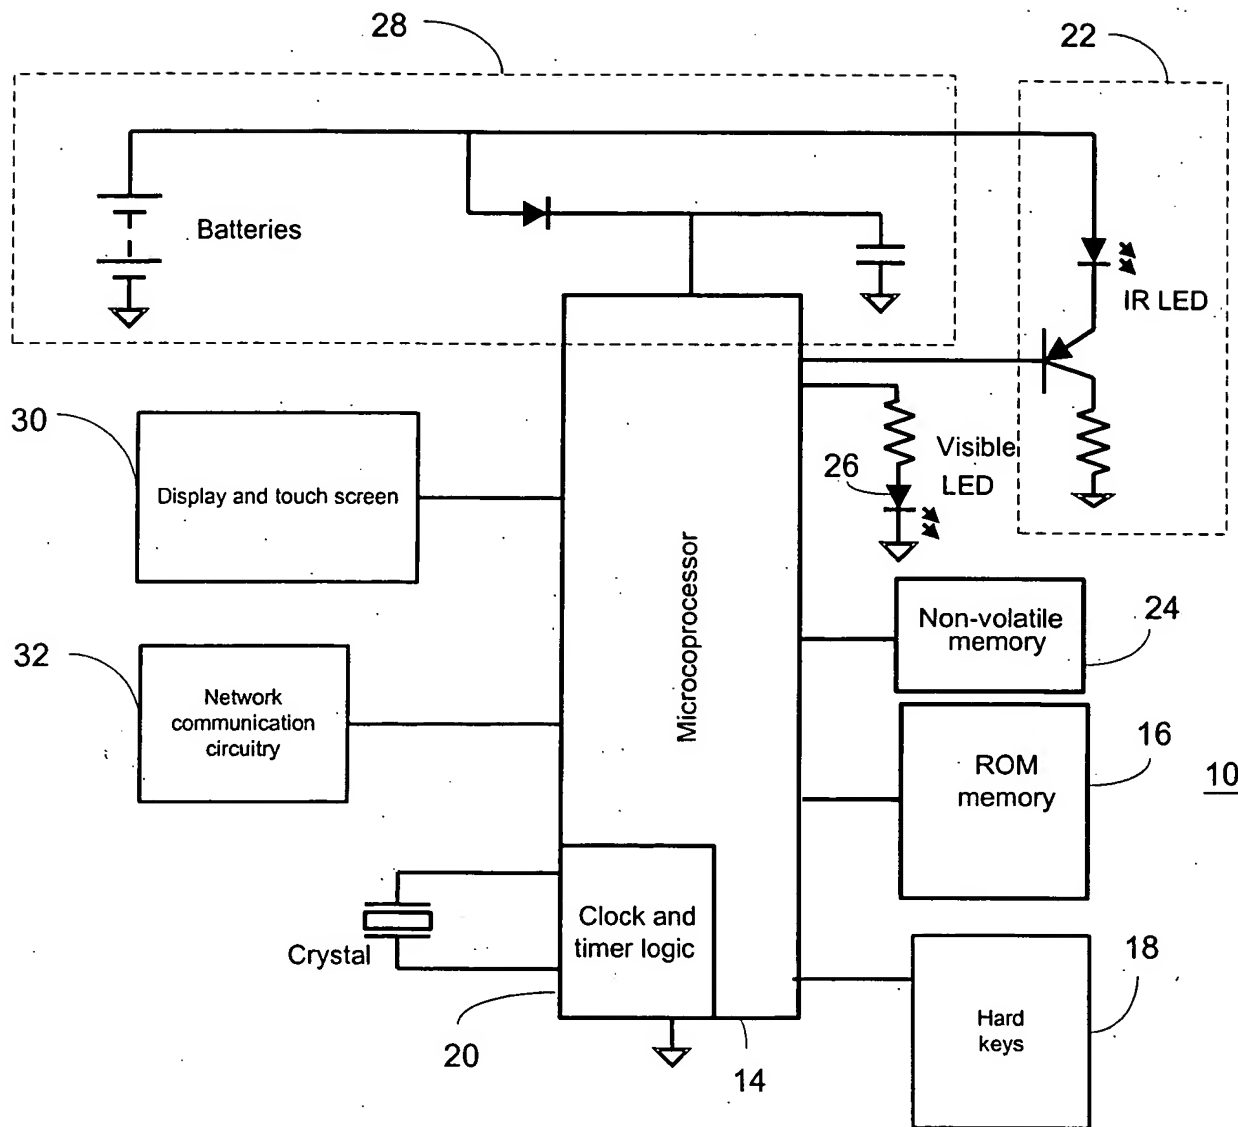 28
22
Batteries
IR LED
30
Display and touch screen
Visible
LED
26
Microcoprocessor
Non-volatile
memory
24
32
Network
communication
circuitry
ROM
memory
16
10
Clock and
timer logic
Crystal
Hard
keys
18
20
14